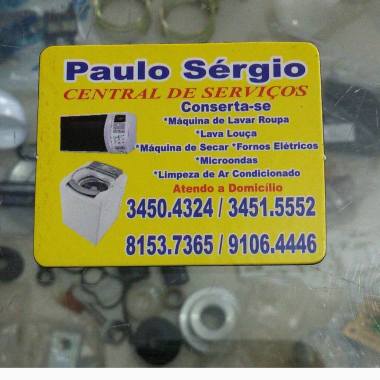 Paulo Sérgio
CENTRAL DE SERVIÇOS
Conserta-se
*Máquina de Lavar Roupa
*Lava Louça
*Máquina de Secar *Fornos Elétricos
*Microondas
*Limpeza de Ar Condicionado
Atendo a Domicílio
3450.4324 / 3451.5552
8153.7365 / 9106.4446